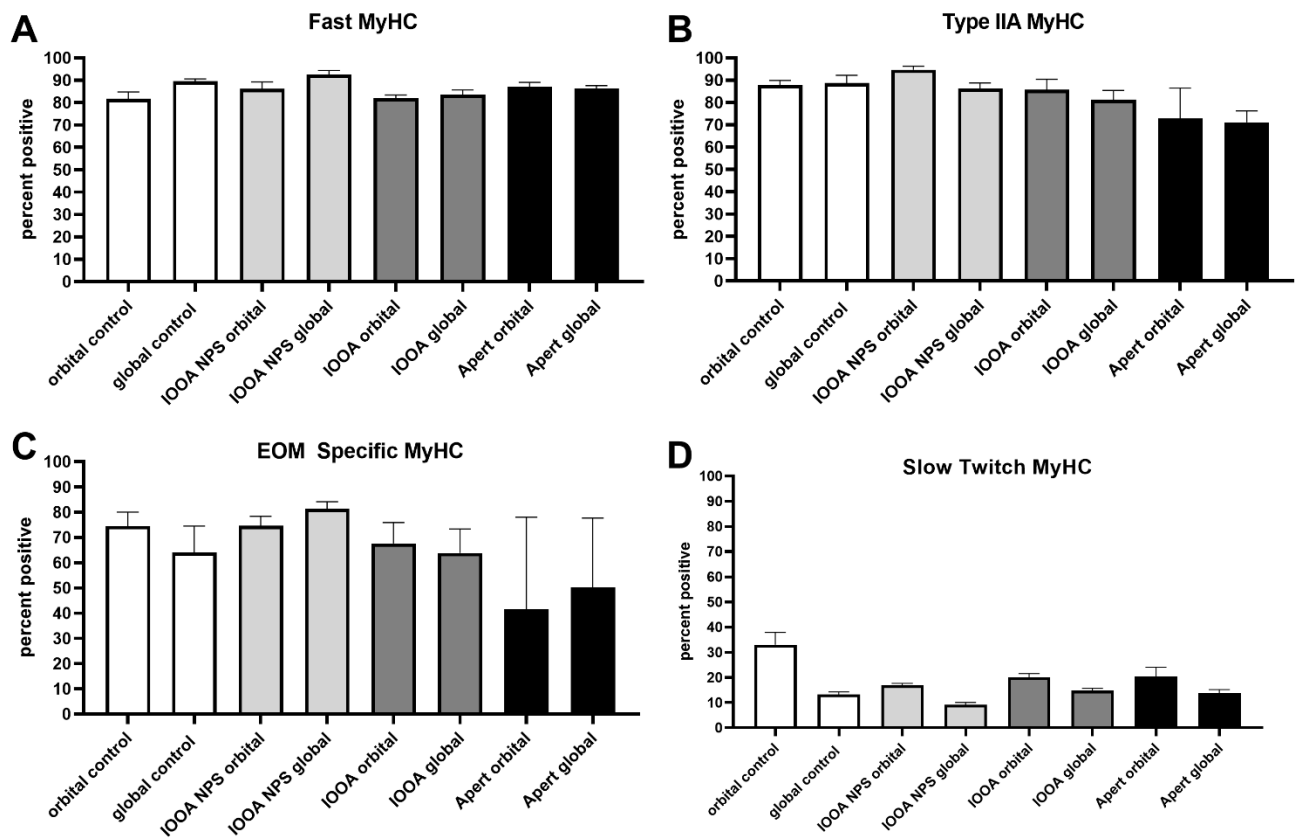 A
Fast MyHC
percent positive
100
90
80
70
60
50
40
30
20
10
0
orbital control
global control
IOOA NPS orbital
IOOA NPS global
IOOA orbital
IOOA global
Apert orbital
Apert global
B
Type IIA MyHC
percent positive
100
90
80
70
60
50
40
30
20
10
0
orbital control
global control
IOOA NPS orbital
IOOA NPS global
IOOA orbital
IOOA global
Apert orbital
Apert global
C
EOM Specific MyHC
percent positive
100
90
80
70
60
50
40
30
20
10
0
orbital control
global control
IOOA NPS orbital
IOOA NPS global
IOOA orbital
IOOA global
Apert orbital
Apert global
D
Slow Twitch MyHC
percent positive
100
90
80
70
60
50
40
30
20
10
0
orbital control
global control
IOOA NPS orbital
IOOA NPS global
IOOA orbital
IOOA global
Apert orbital
Apert global